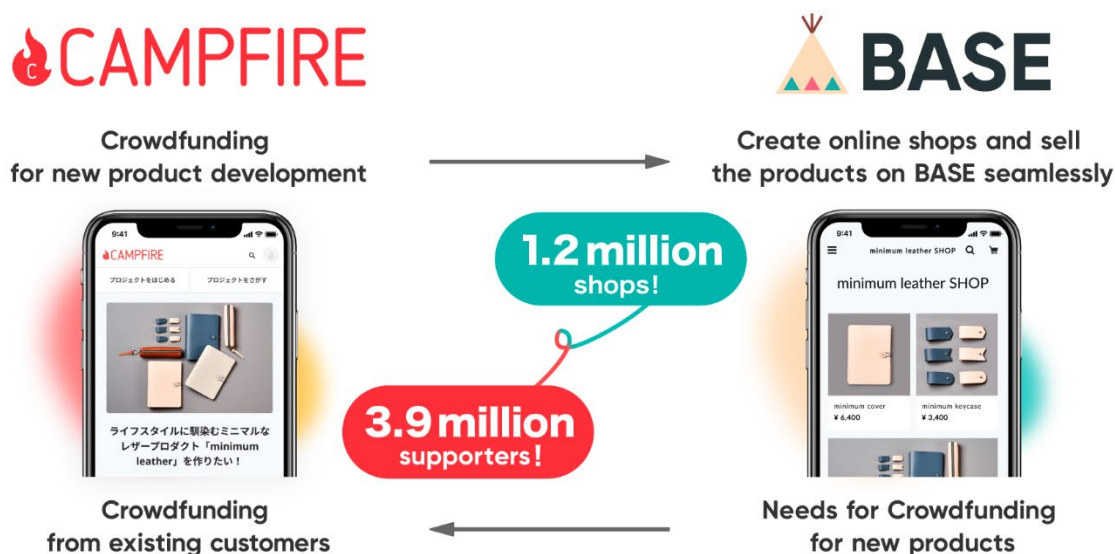 CAMPFIRE
BASE
Crowdfunding
for new product development
Create online shops and sell
the products on BASE seamlessly
9:41
CAMPFIRE
プロジェクトをはじめる
プロジェクトをさがす
ライフスタイルに馴染むミニマルな
レザープロダクト「minimum
leather」を作りたい!
1.2 million
shops!
3.9 million
supporters!
9:41
minimum leather SHOP
minimum leather SHOP
minimum cover
¥ 6,400
minimum keycase
¥ 3,400
Crowdfunding
from existing customers
Needs for Crowdfunding
for new products